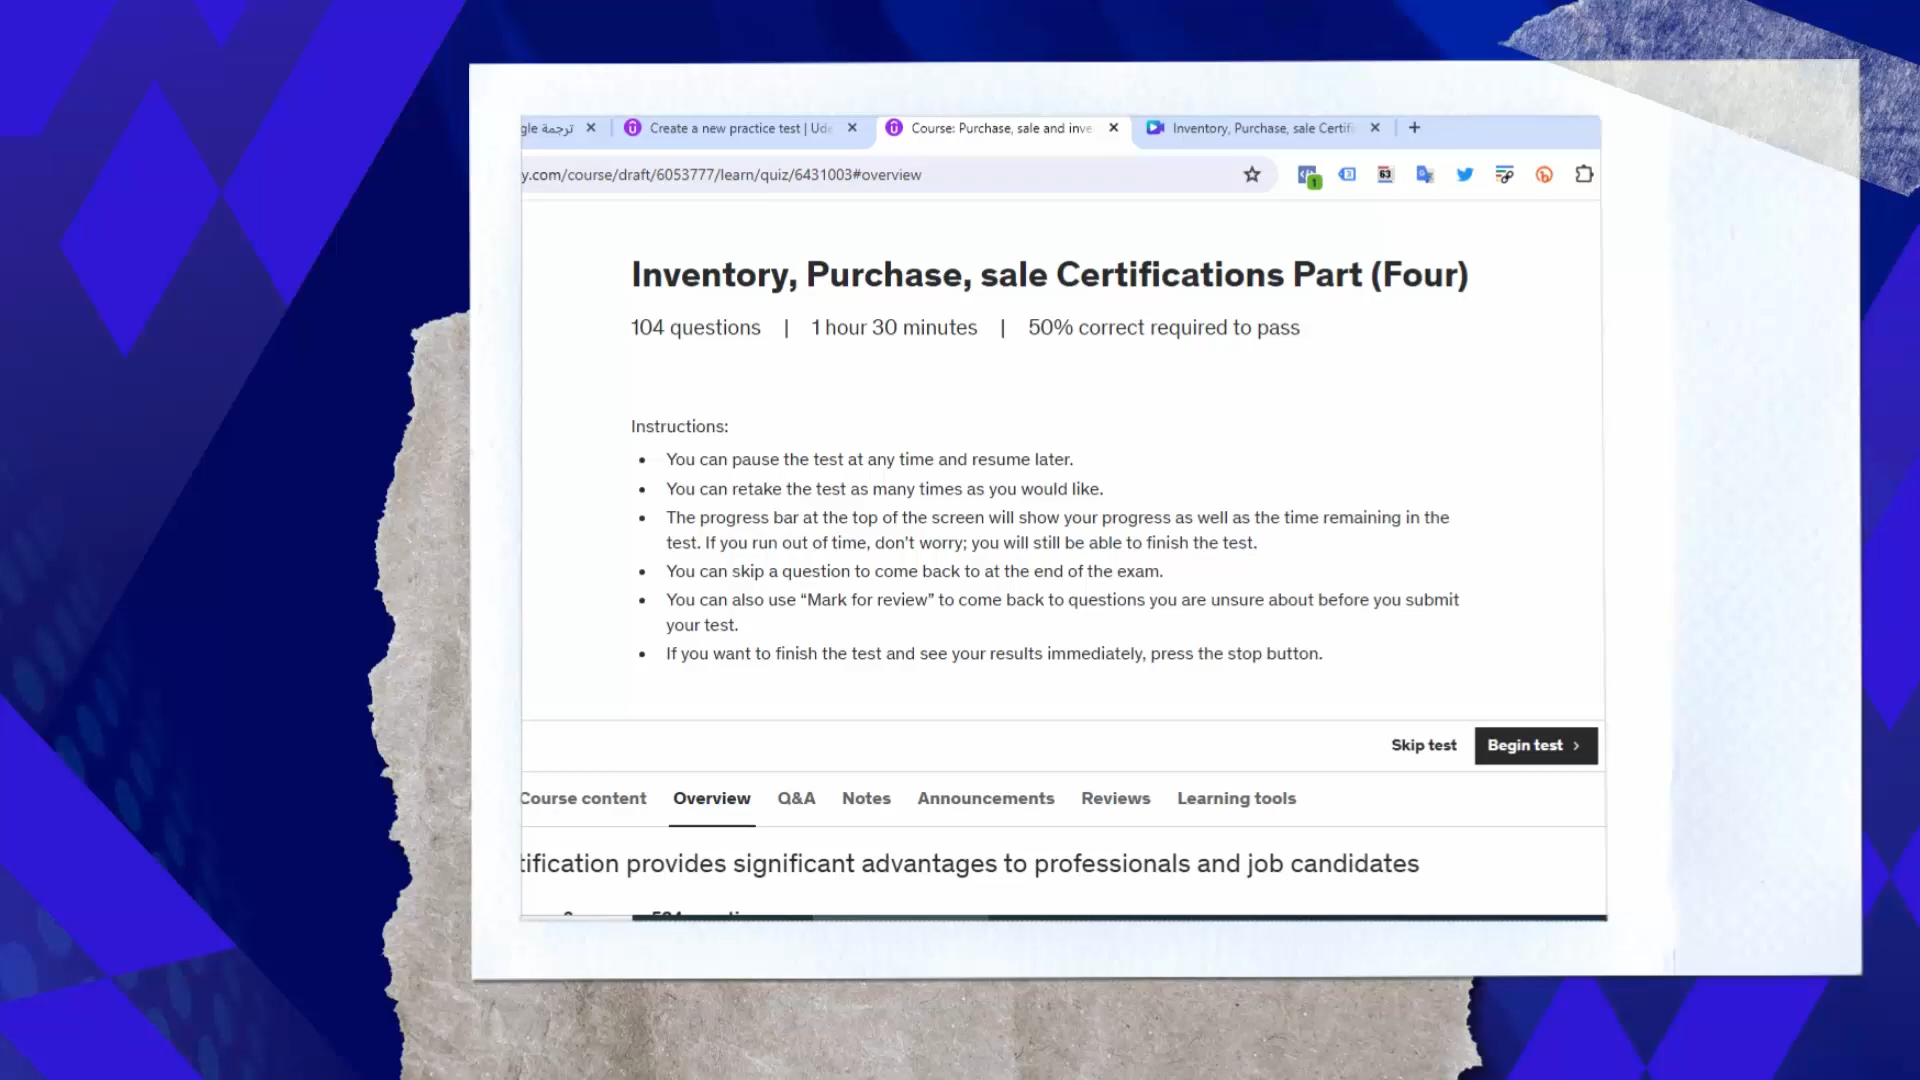 gle ترجمة
Create a new practice test | Ude
Course: Purchase, sale and inve
Inventory, Purchase, sale Certifi
y.com/course/draft/6053777/learn/quiz/6431003#overview
1
63
Inventory, Purchase, sale Certifications Part (Four)
104 questions | 1 hour 30 minutes | 50% correct required to pass
Instructions:
• You can pause the test at any time and resume later.
• You can retake the test as many times as you would like.
• The progress bar at the top of the screen will show your progress as well as the time remaining in the
test. If you run out of time, don't worry; you will still be able to finish the test.
• You can skip a question to come back to at the end of the exam.
• You can also use “Mark for review” to come back to questions you are unsure about before you submit
your test.
• If you want to finish the test and see your results immediately, press the stop button.
Skip test
Begin test
Course content
Overview
Q&A
Notes
Announcements
Reviews
Learning tools
tification provides significant advantages to professionals and job candidates